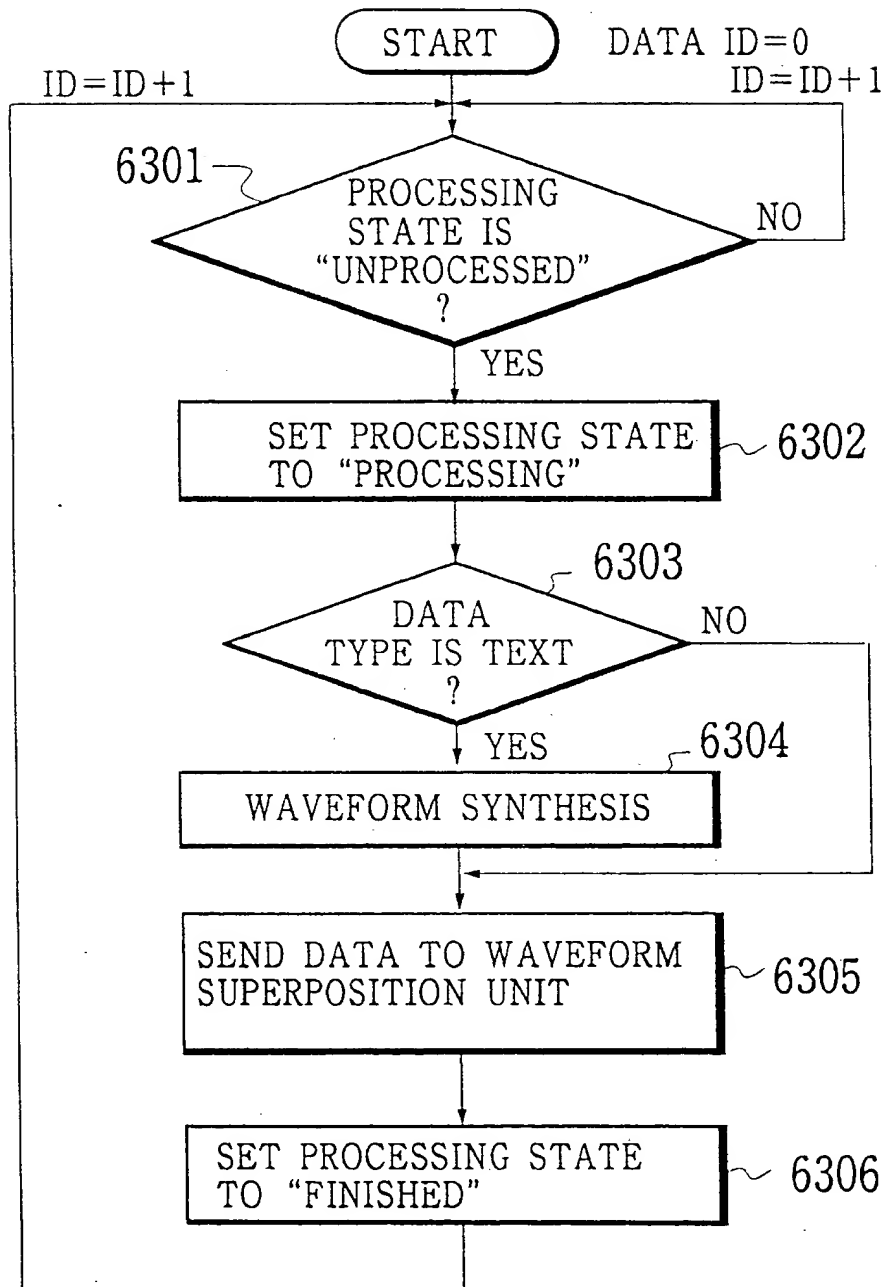 START
DATA ID=0
ID=ID+1
ID=ID+1
6301
PROCESSING
STATE IS
“UNPROCESSED”
?
NO
YES
SET PROCESSING STATE
TO “PROCESSING”
6302
6303
DATA
TYPE IS TEXT
?
NO
YES
6304
WAVEFORM SYNTHESIS
SEND DATA TO WAVEFORM
SUPERPOSITION UNIT
6305
SET PROCESSING STATE
TO “FINISHED”
6306